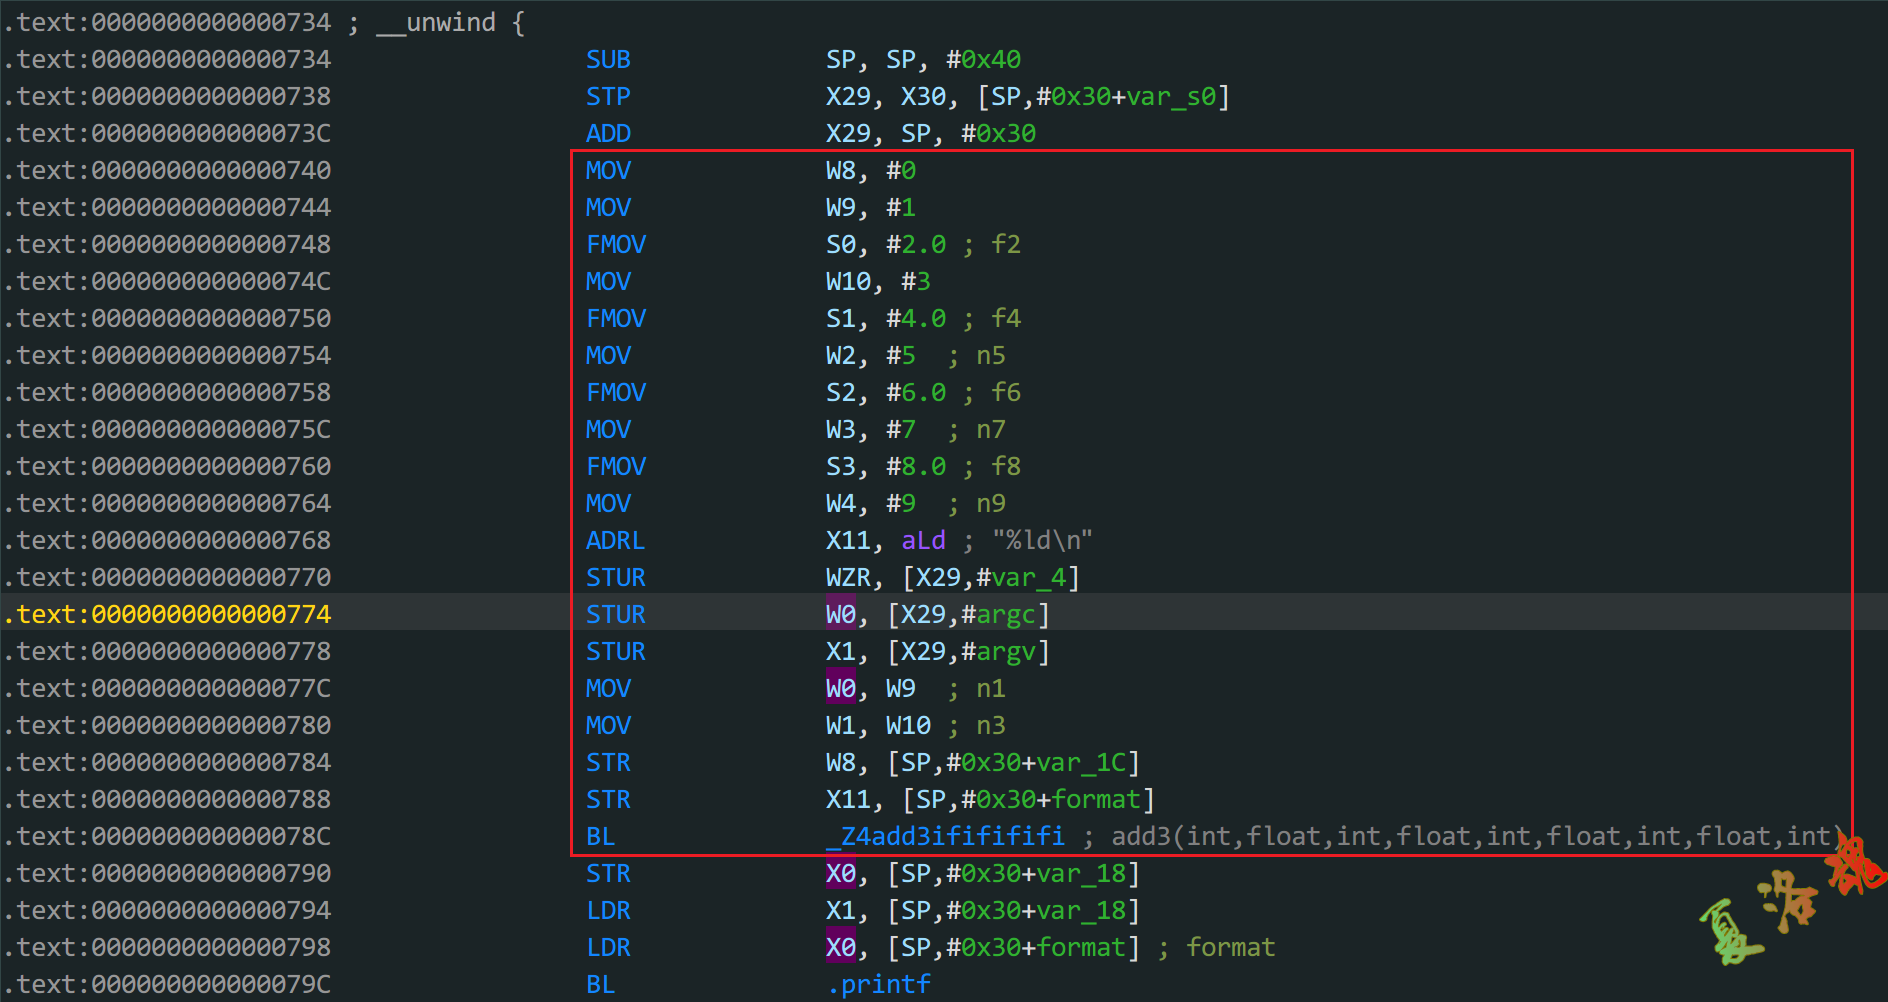 .text:0000000000000734 ; __unwind {
.text:0000000000000734 SUB SP, SP, #0x40
.text:0000000000000738 STP X29, X30, [SP,#0x30+var_s0]
.text:000000000000073C ADD X29, SP, #0x30
.text:0000000000000740 MOV W8, #0
.text:0000000000000744 MOV W9, #1
.text:0000000000000748 FMOV S0, #2.0 ; f2
.text:000000000000074C MOV W10, #3
.text:0000000000000750 FMOV S1, #4.0 ; f4
.text:0000000000000754 MOV W2, #5 ; n5
.text:0000000000000758 FMOV S2, #6.0 ; f6
.text:000000000000075C MOV W3, #7 ; n7
.text:0000000000000760 FMOV S3, #8.0 ; f8
.text:0000000000000764 MOV W4, #9 ; n9
.text:0000000000000768 ADRL X11, aLd ; "%ld\n"
.text:0000000000000770 STUR WZR, [X29,#var_4]
.text:0000000000000774 STUR W0, [X29,#argc]
.text:0000000000000778 STUR X1, [X29,#argv]
.text:000000000000077C MOV W0, W9 ; n1
.text:0000000000000780 MOV W1, W10 ; n3
.text:0000000000000784 STR W8, [SP,#0x30+var_1C]
.text:0000000000000788 STR X11, [SP,#0x30+format]
.text:000000000000078C BL _Z4add3ififififi ; add3(int,float,int,float,int,float,int,float,int)
.text:0000000000000790 STR X0, [SP,#0x30+var_18]
.text:0000000000000794 LDR X1, [SP,#0x30+var_18]
.text:0000000000000798 LDR X0, [SP,#0x30+format] ; format
.text:000000000000079C BL .printf
夏洛